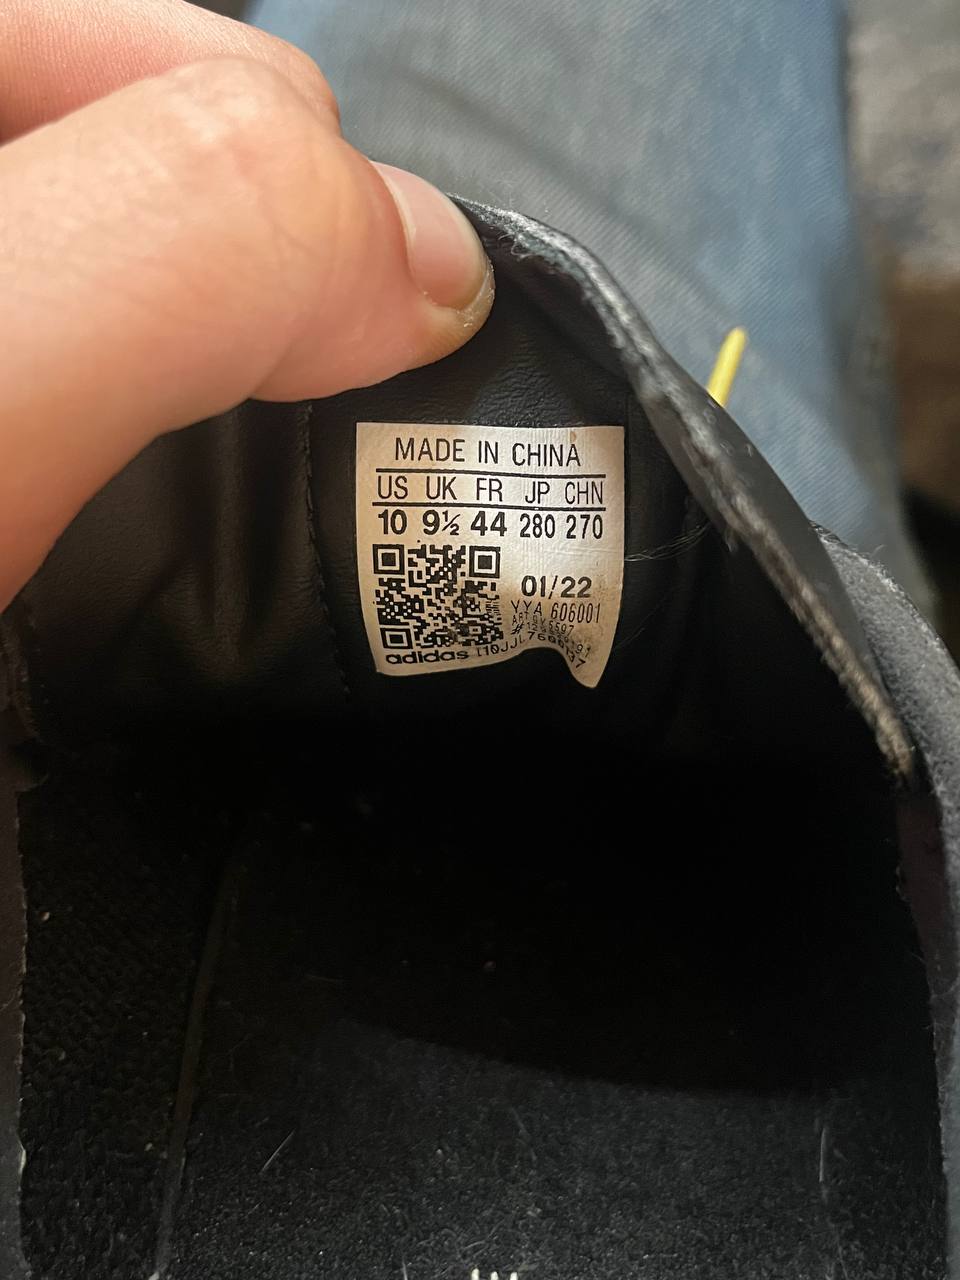 MADE IN CHINA
US UK FR JP CHN
10 9½ 44 280 270
01/22
YYA 606001
ART
adidas